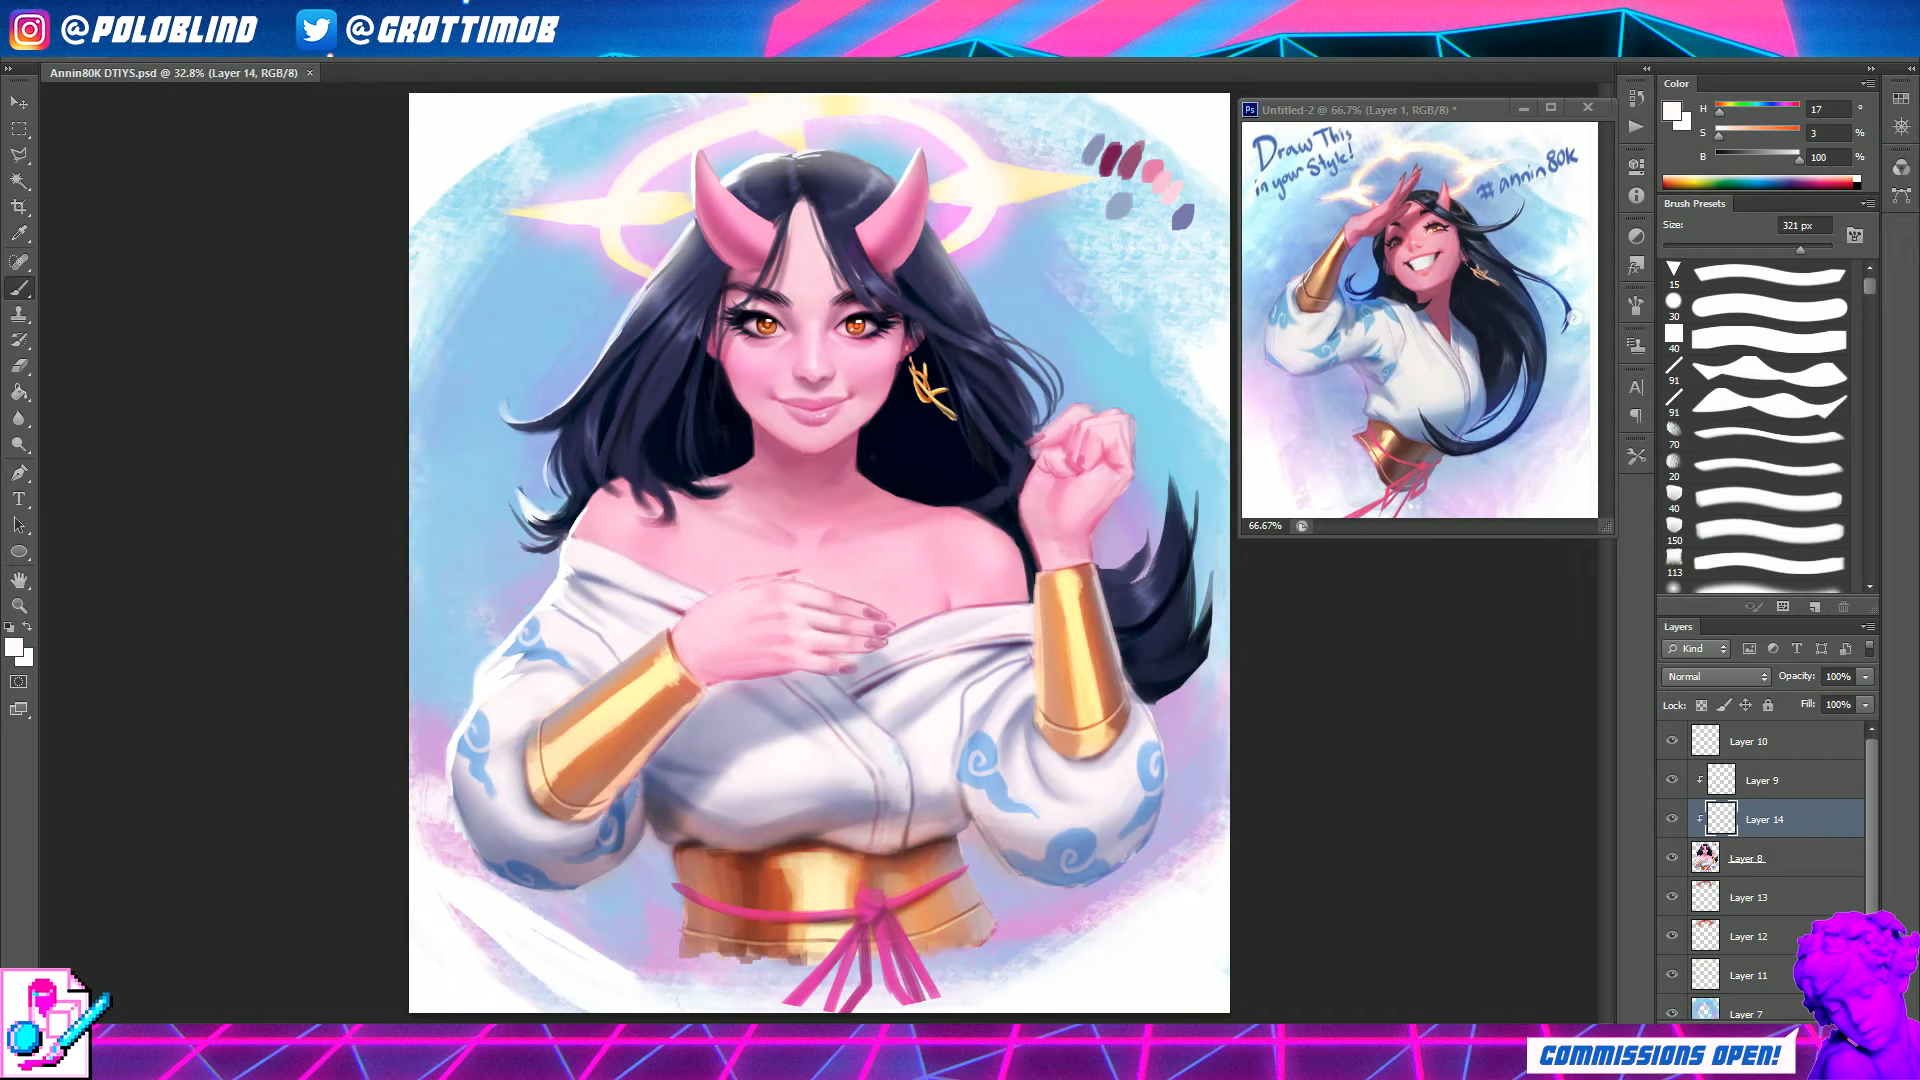 @POLOBLIND @GROTTIMOB
Annin80K DTIYS.psd @ 32.8% (Layer 14, RGB/8) ×
Ps Untitled-2 @ 66.7% (Layer 1, RGB/8) *
Draw This
in your Style!
#annin80K
66.67%
Color
H 17 °
S 3 %
B 100 %
Brush Presets
Size: 321 px
15
30
40
91
91
70
20
40
150
113
Layers
Kind
Normal Opacity: 100%
Lock: Fill: 100%
Layer 10
Layer 9
Layer 14
Layer 8
Layer 13
Layer 12
Layer 11
Layer 7
COMMISSIONS OPEN!